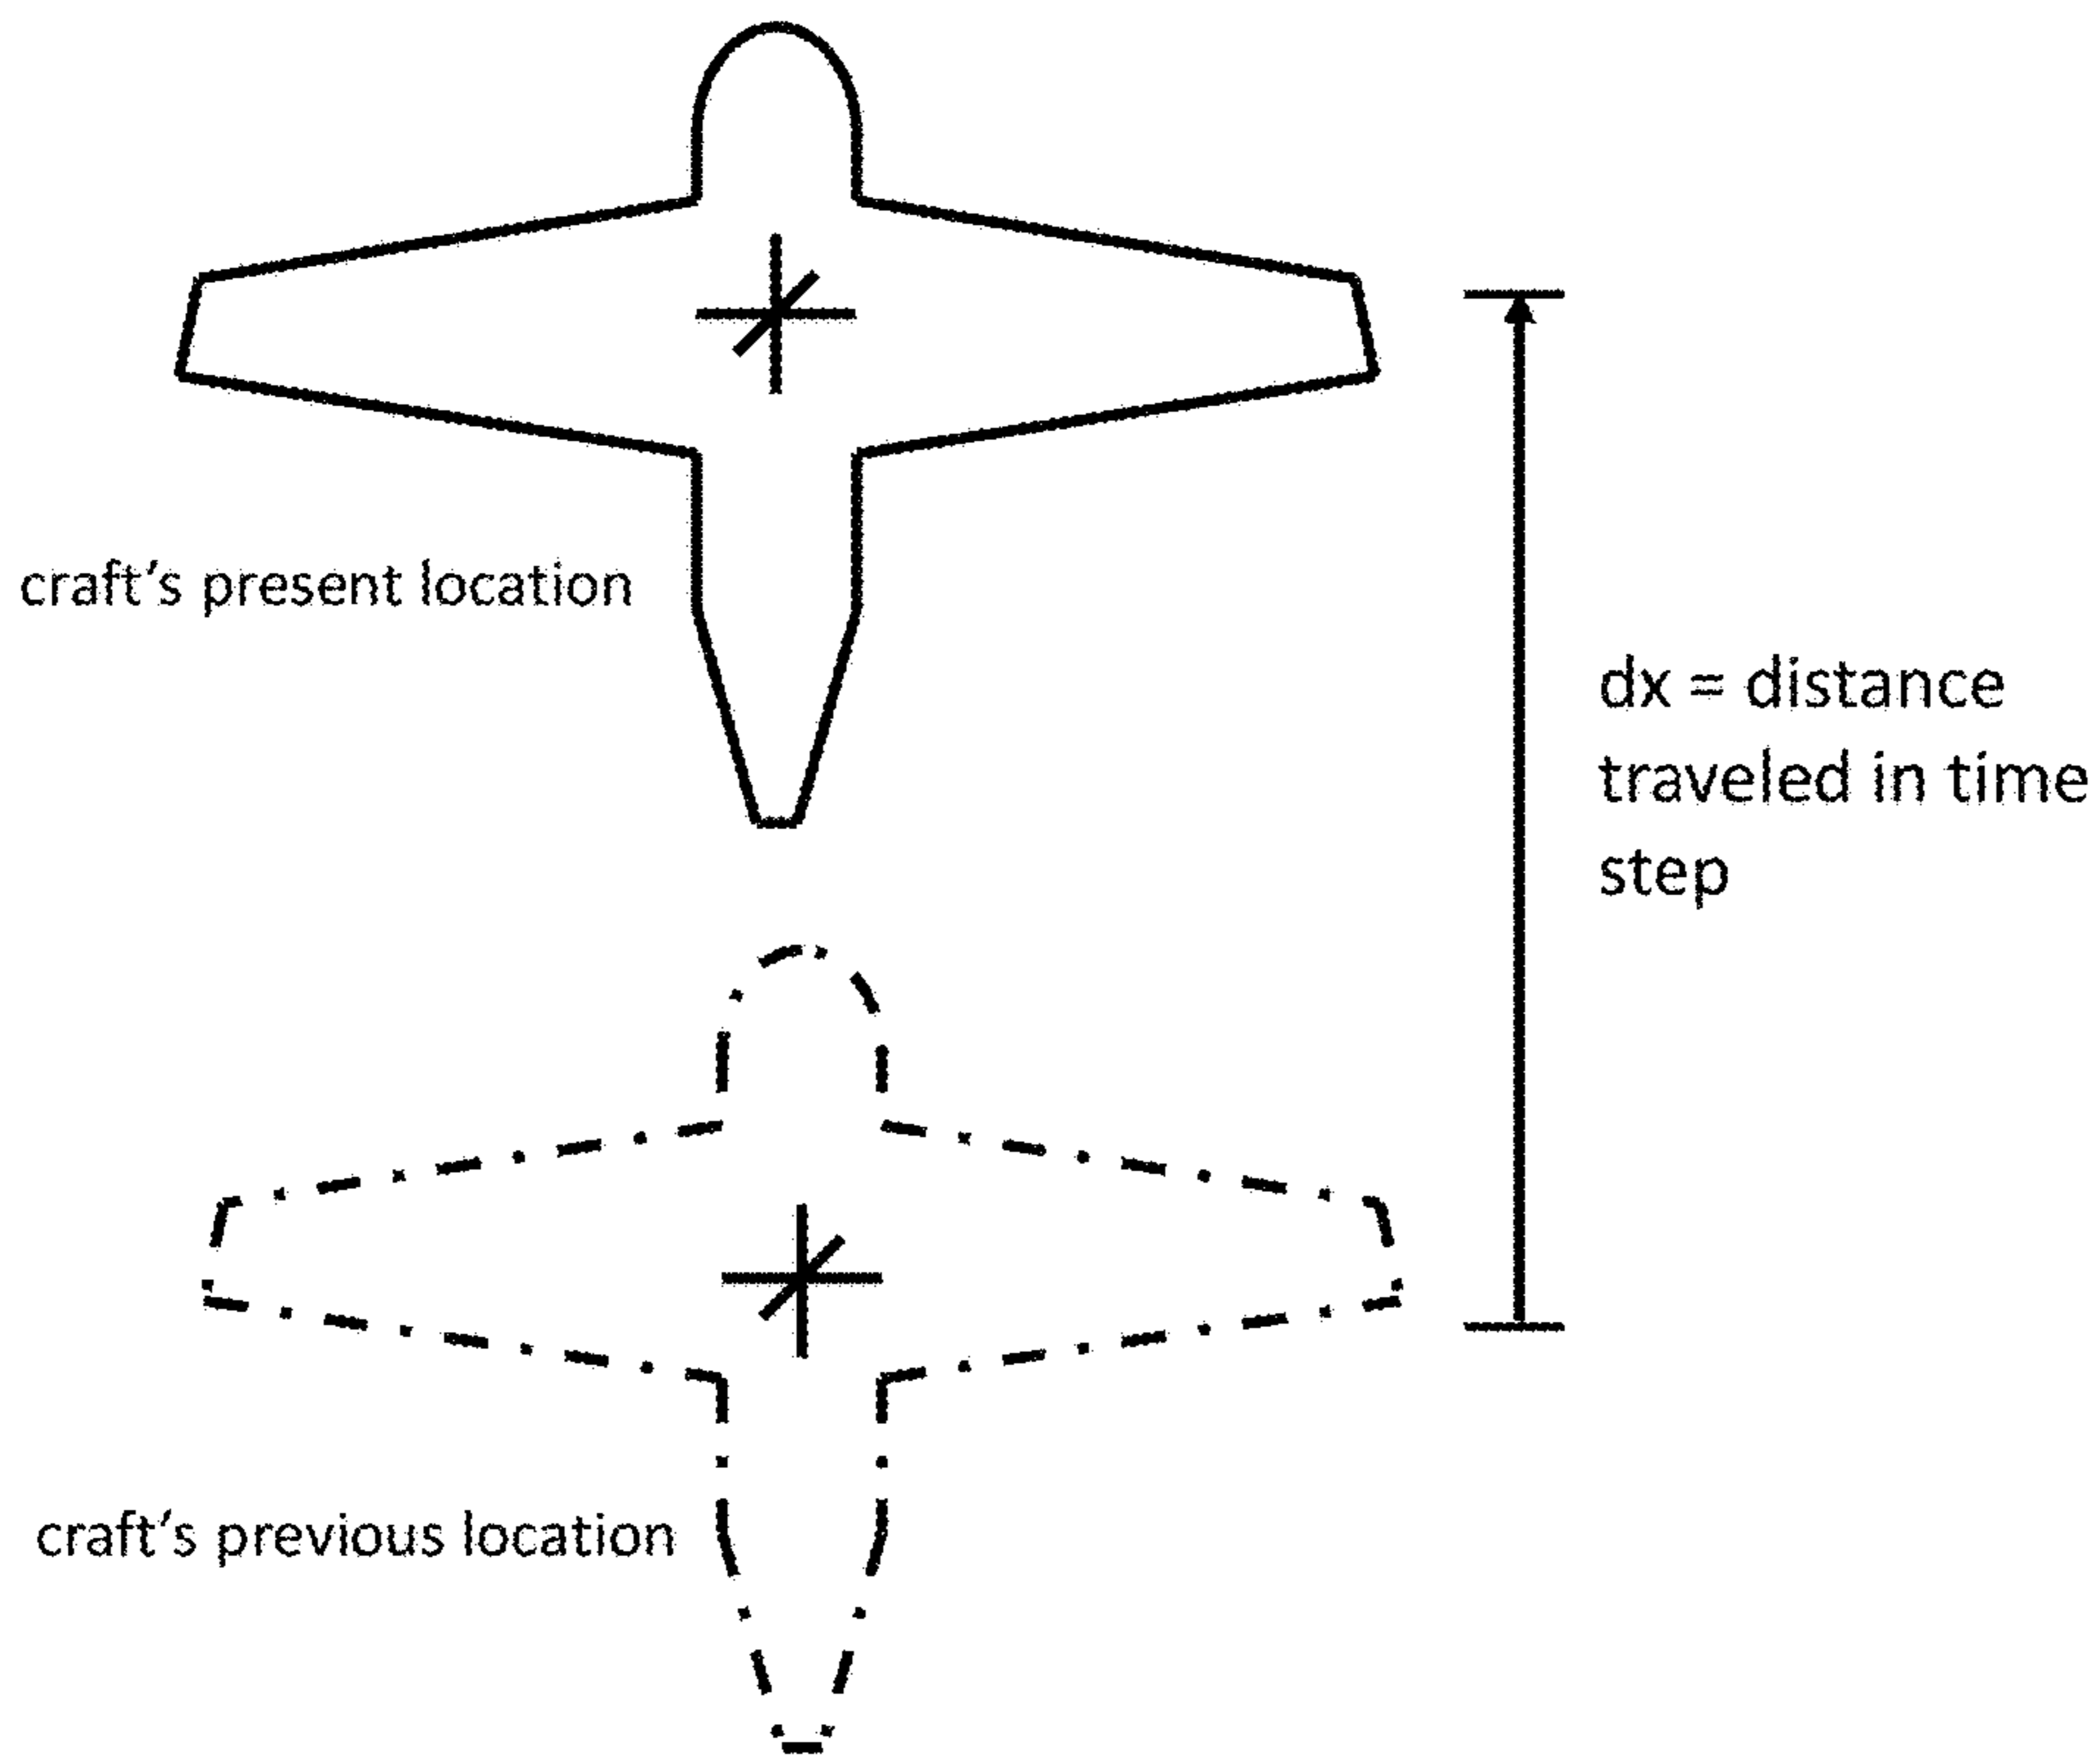 craft’s present location
dx = distance
traveled in time
step
craft’s previous location